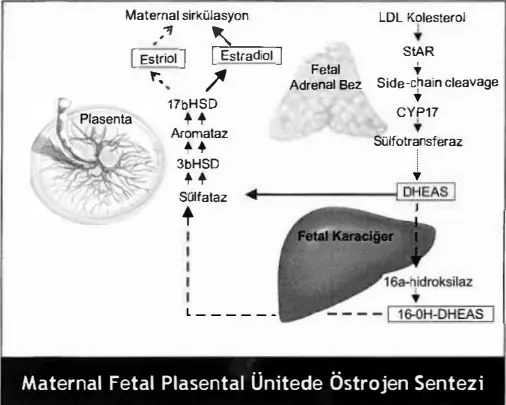 Maternal sirkülasyon
Estriol
Estradiol
17bHSD
Aromataz
3bHSD
Sülfataz
Plasenta
Fetal
Adrenal Bez
LDL Kolesterol
StAR
Side-chain cleavage
CYP17
Sülfotransferaz
DHEAS
Fetal Karaciğer
16a-hidroksilaz
16-0H-DHEAS
Maternal Fetal Plasental Ünitede Östrojen Sentezi